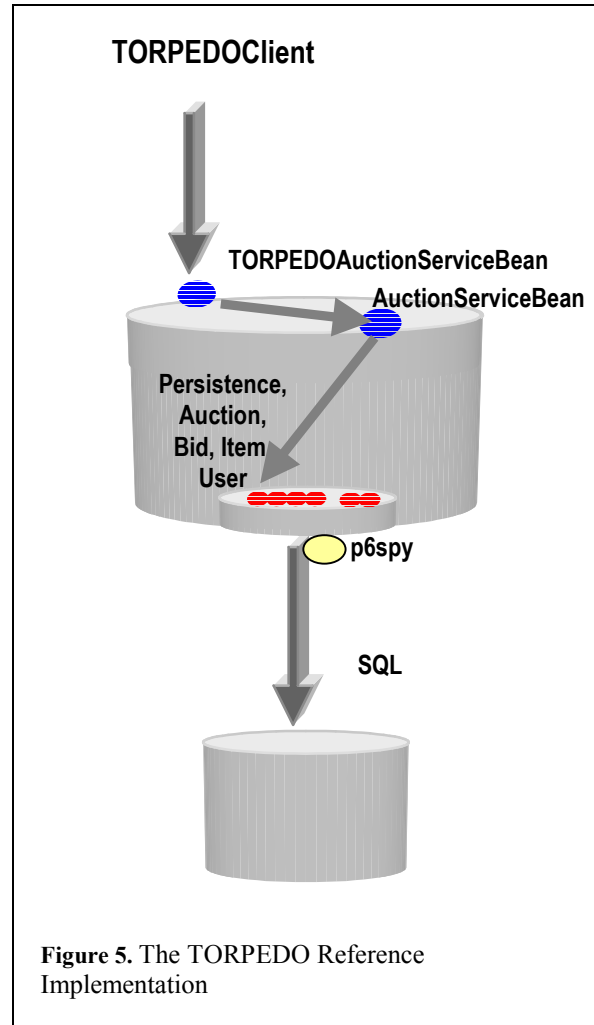 TORPEDOClient
TORPEDOAuctionServiceBean
AuctionServiceBean
Persistence,
Auction,
Bid, Item
User
p6spy
SQL
Figure 5. The TORPEDO Reference
Implementation